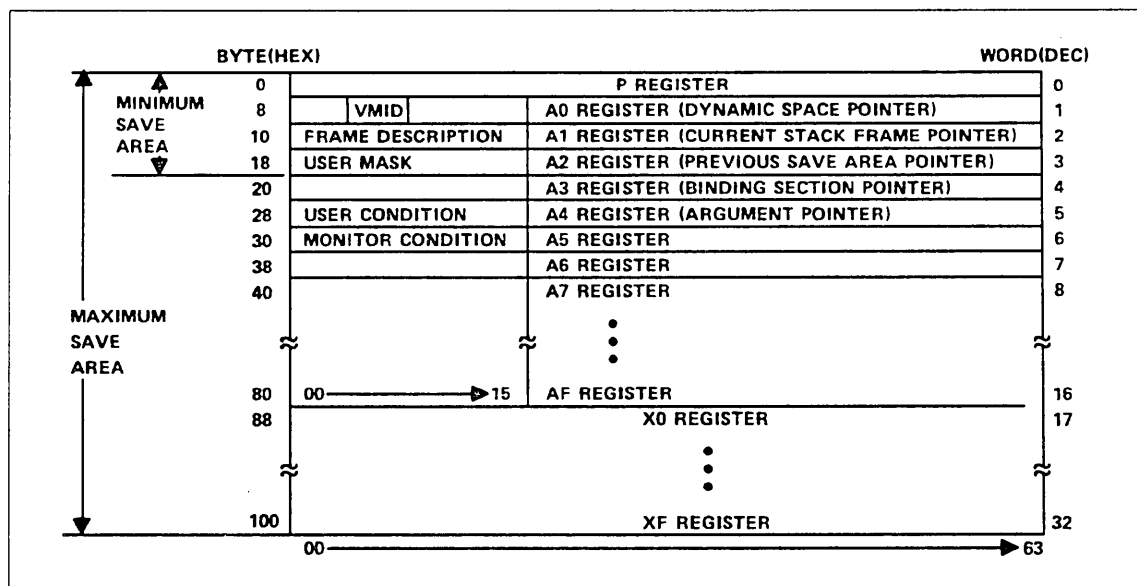 BYTE(HEX) WORD(DEC)
0 P REGISTER 0
MINIMUM SAVE AREA
8 VMID A0 REGISTER (DYNAMIC SPACE POINTER) 1
10 FRAME DESCRIPTION A1 REGISTER (CURRENT STACK FRAME POINTER) 2
18 USER MASK A2 REGISTER (PREVIOUS SAVE AREA POINTER) 3
20 A3 REGISTER (BINDING SECTION POINTER) 4
28 USER CONDITION A4 REGISTER (ARGUMENT POINTER) 5
30 MONITOR CONDITION A5 REGISTER 6
38 A6 REGISTER 7
40 A7 REGISTER 8
MAXIMUM SAVE AREA
80 00 15 AF REGISTER 16
88 X0 REGISTER 17
100 XF REGISTER 32
00 63